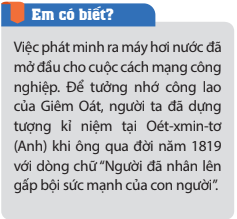 Em có biết?
Việc phát minh ra máy hơi nước đã
mở đầu cho cuộc cách mạng công
nghiệp. Để tưởng nhớ công lao
của Giêm Oát, người ta đã dựng
tượng kỉ niệm tại Oét-xmin-tơ
(Anh) khi ông qua đời năm 1819
với dòng chữ “Người đã nhân lên
gấp bội sức mạnh của con người”.